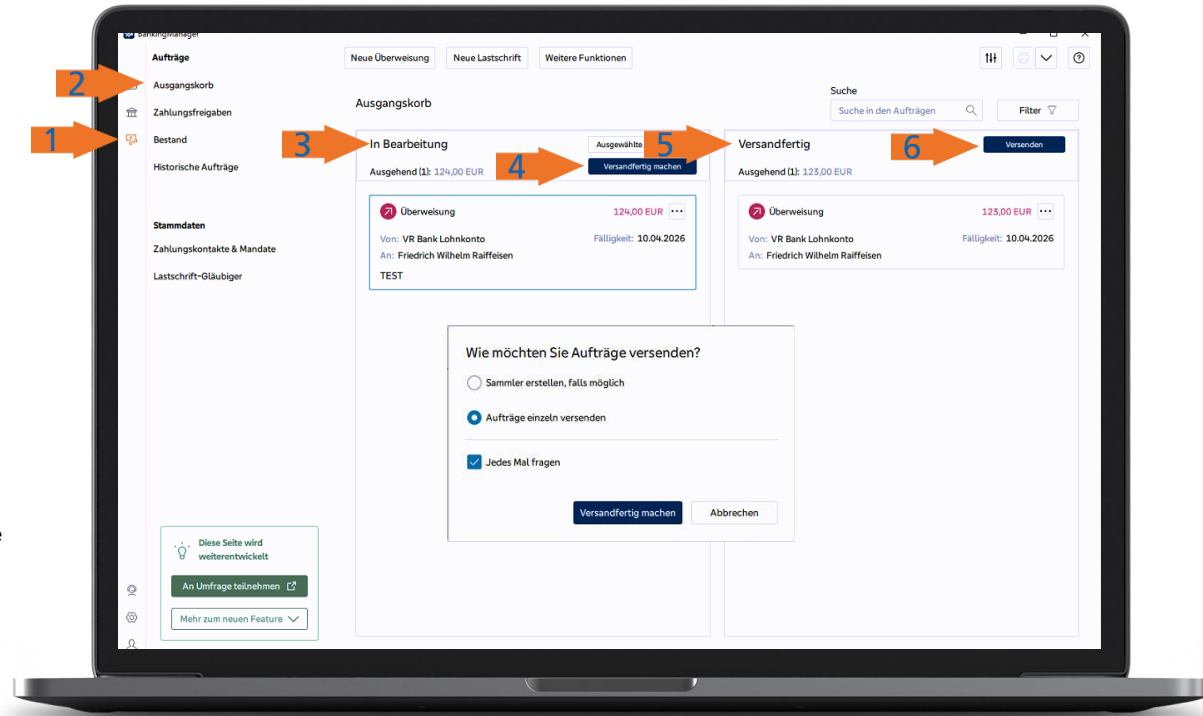 BankingManager
Aufträge
Ausgangskorb
Zahlungsfreigaben
Bestand
Historische Aufträge
Stammdaten
Zahlungskontakte & Mandate
Lastschrift-Gläubiger
Neue Überweisung
Neue Lastschrift
Weitere Funktionen
Ausgangskorb
Suche
Suche in den Aufträgen
Filter
1
2
3
In Bearbeitung
Ausgewählte
4
Versandfertig machen
Ausgehend (1): 124,00 EUR
Überweisung 124,00 EUR
Von: VR Bank Lohnkonto Fälligkeit: 10.04.2026
An: Friedrich Wilhelm Raiffeisen
TEST
5
Versandfertig
6
Versenden
Ausgehend (1): 123,00 EUR
Überweisung 123,00 EUR
Von: VR Bank Lohnkonto Fälligkeit: 10.04.2026
An: Friedrich Wilhelm Raiffeisen
Wie möchten Sie Aufträge versenden?
Sammler erstellen, falls möglich
Aufträge einzeln versenden
Jedes Mal fragen
Versandfertig machen Abbrechen
Diese Seite wird
weiterentwickelt
An Umfrage teilnehmen
Mehr zum neuen Feature